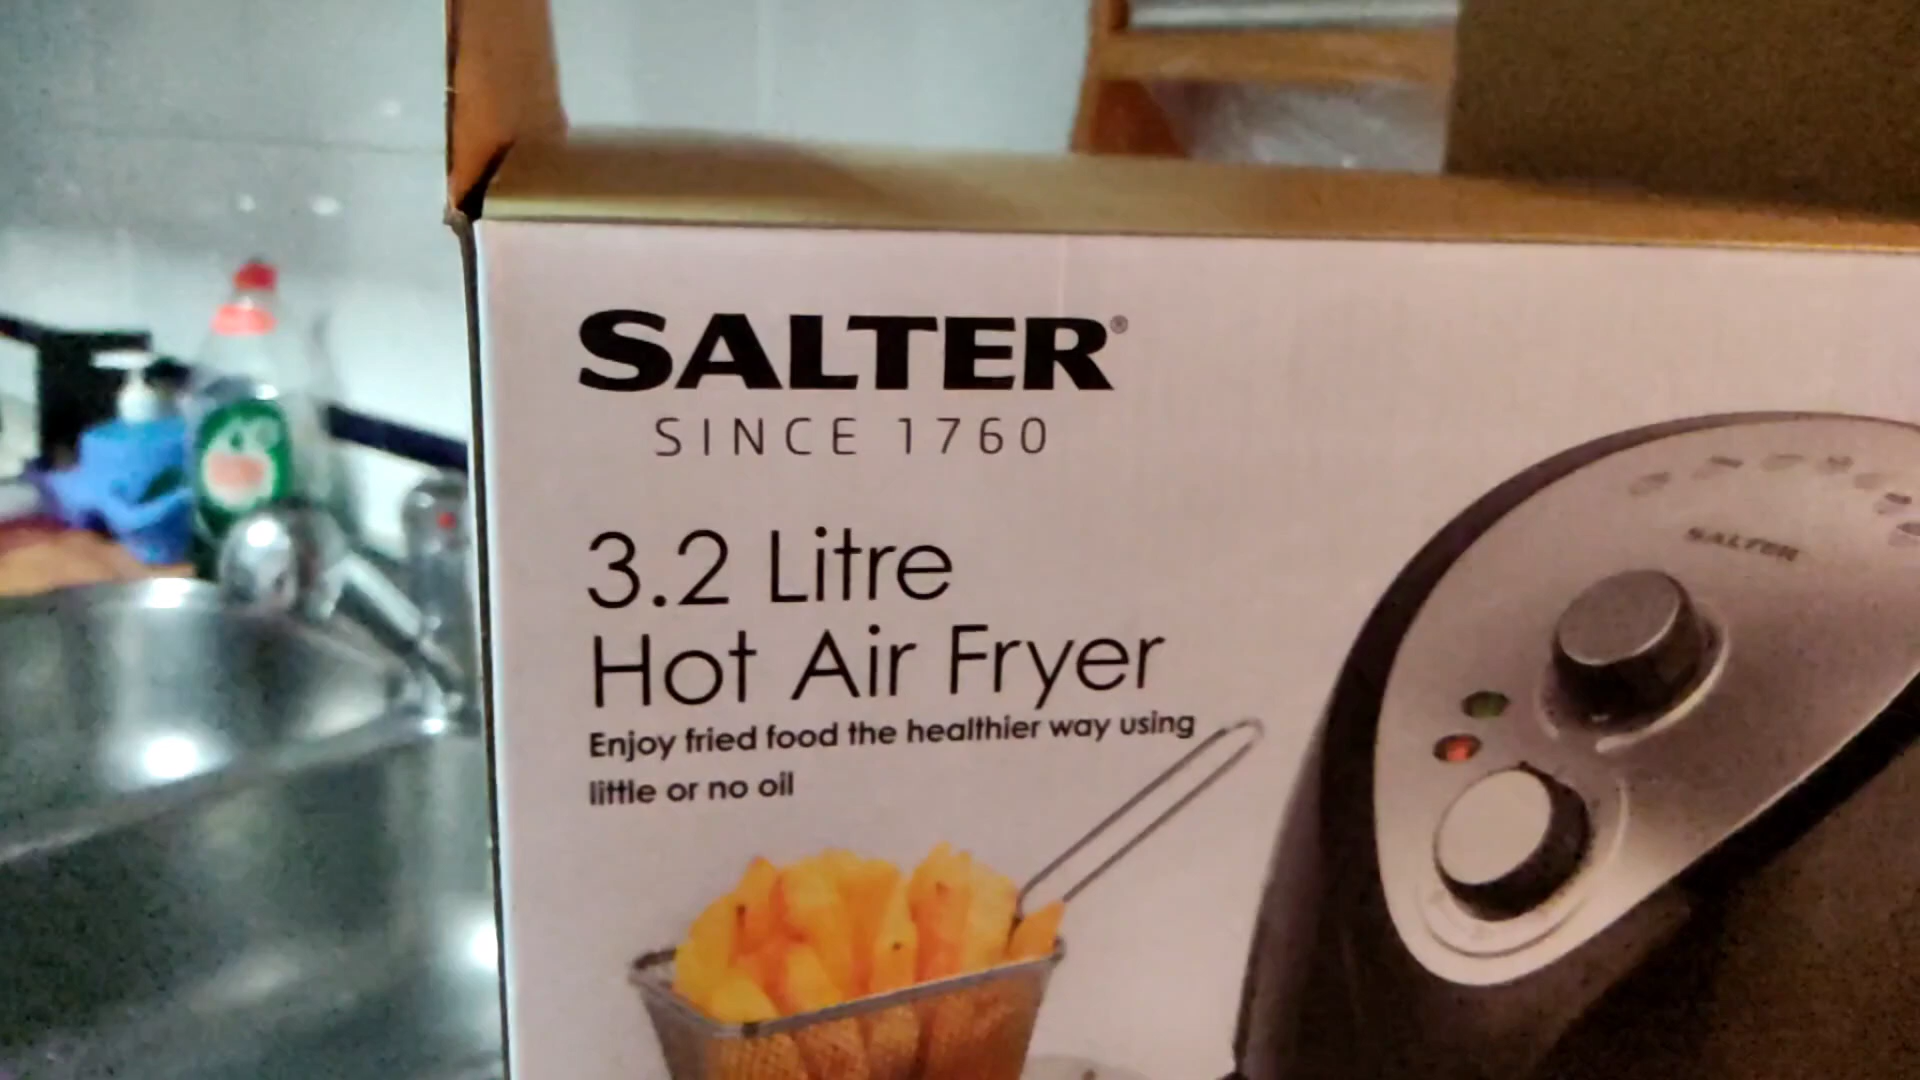 SALTER®
SINCE 1760
3.2 Litre
Hot Air Fryer
Enjoy fried food the healthier way using
little or no oil
SALTER